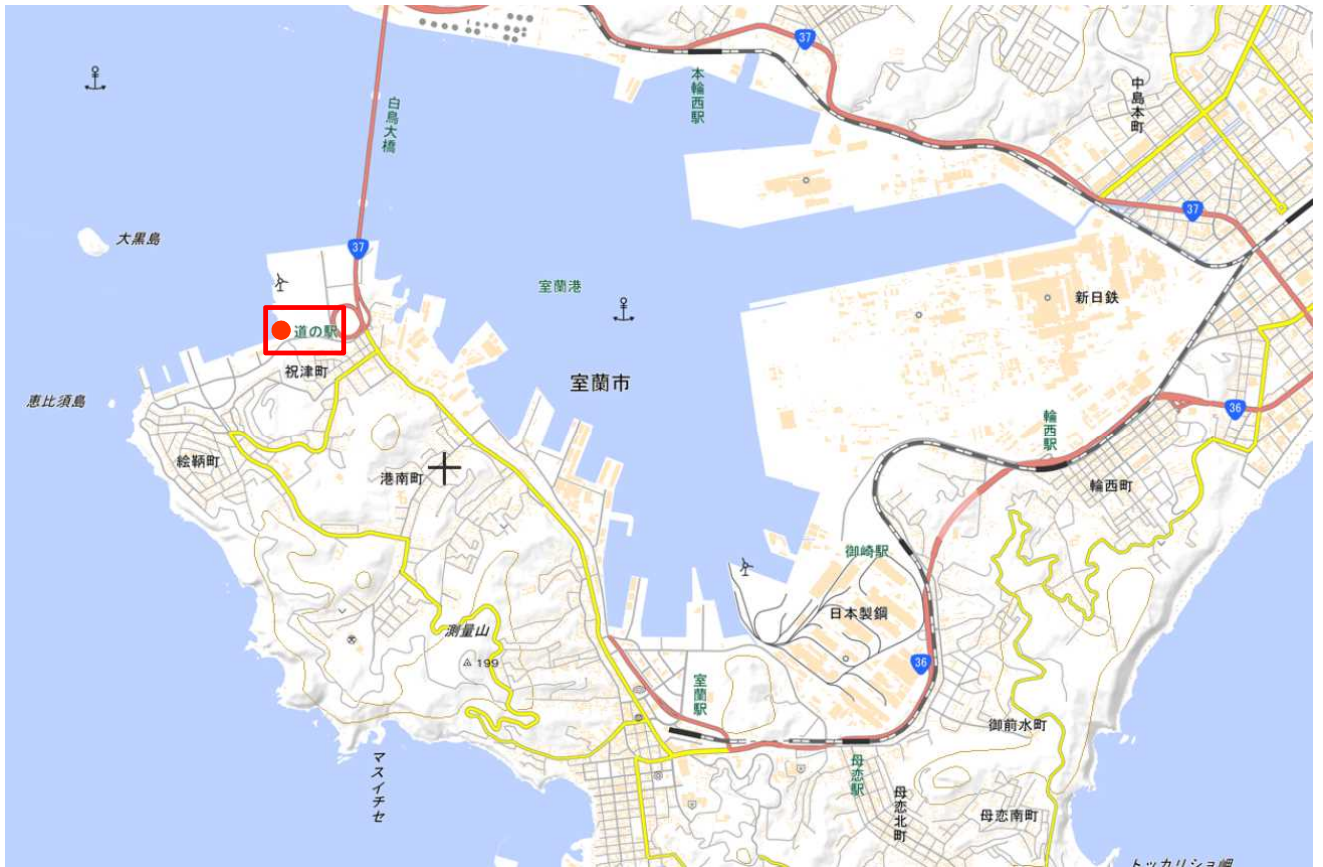 37
37
本輪西駅
中島本町
白鳥大橋
37
大黒島
37
室蘭港
新日鉄
道の駅
祝津町
室蘭市
恵比須島
36
輪西駅
絵鞆町
港南町
輪西町
御崎駅
日本製鋼
測量山
199
36
室蘭駅
御前水町
マスイチセ
母恋駅
母恋北町
母恋南町
トッカリショ岬